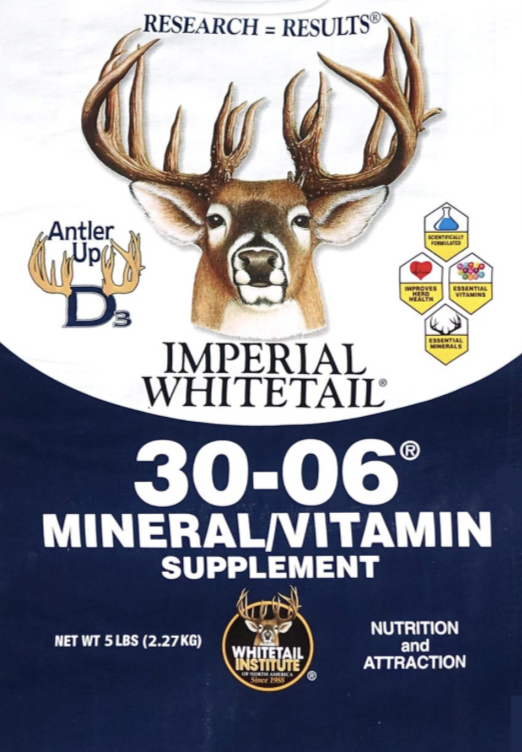 RESEARCH = RESULTS®
Antler
Up
D3
SCIENTIFICALLY
FORMULATED
IMPROVES
HERD
HEALTH
ESSENTIAL
VITAMINS
ESSENTIAL
MINERALS
IMPERIAL
WHITETAIL®
30-06®
MINERAL/VITAMIN
SUPPLEMENT
NET WT 5 LBS (2.27 KG)
WHITETAIL
INSTITUTE
OF NORTH AMERICA
Since 1988
®
NUTRITION
and
ATTRACTION